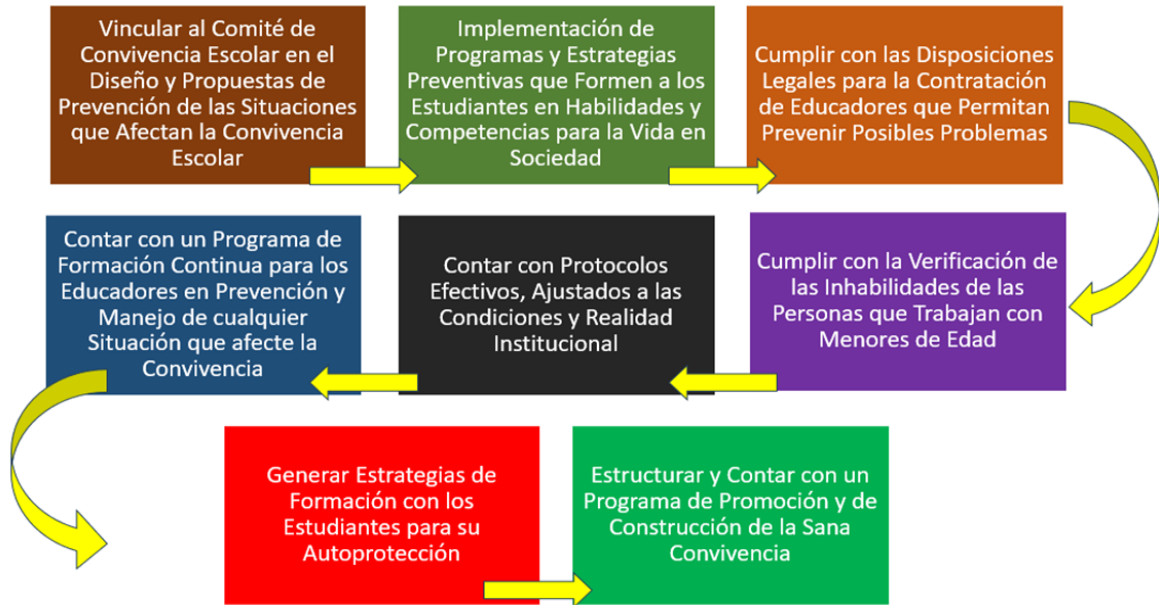 Vincular al Comité de
Convivencia Escolar en el
Diseño y Propuestas de
Prevención de las Situaciones
que Afectan la Convivencia
Escolar
Implementación de
Programas y Estrategias
Preventivas que Formen a los
Estudiantes en Habilidades y
Competencias para la Vida en
Sociedad
Cumplir con las Disposiciones
Legales para la Contratación
de Educadores que Permitan
Prevenir Posibles Problemas
Cumplir con la Verificación de
las Inhabilidades de las
Personas que Trabajan con
Menores de Edad
Contar con Protocolos
Efectivos, Ajustados a las
Condiciones y Realidad
Institucional
Contar con un Programa de
Formación Continua para los
Educadores en Prevención y
Manejo de cualquier
Situación que afecte la
Convivencia
Generar Estrategias de
Formación con los
Estudiantes para su
Autoprotección
Estructurar y Contar con un
Programa de Promoción y de
Construcción de la Sana
Convivencia